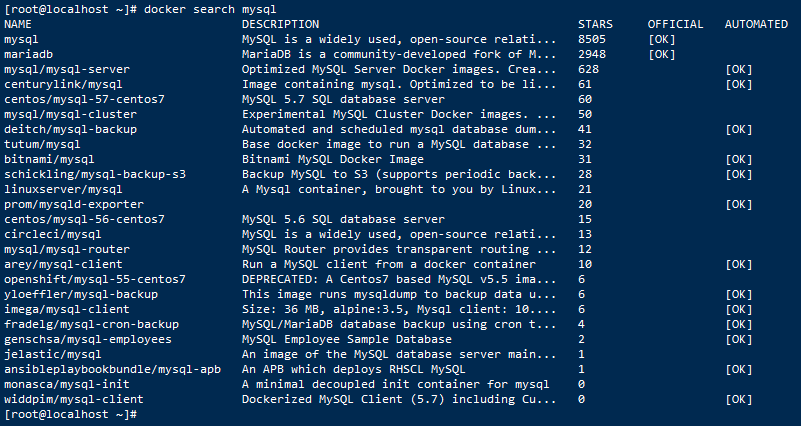 [root@localhost ~]# docker search mysql
NAME DESCRIPTION STARS OFFICIAL AUTOMATED
mysql MySQL is a widely used, open-source relati... 8505 [OK]
mariadb MariaDB is a community-developed fork of M... 2948 [OK]
mysql/mysql-server Optimized MySQL Server Docker images. Crea... 628 [OK]
centurylink/mysql Image containing mysql. Optimized to be li... 61 [OK]
centos/mysql-57-centos7 MySQL 5.7 SQL database server 60
mysql/mysql-cluster Experimental MySQL Cluster Docker images. ... 50
deitch/mysql-backup Automated and scheduled mysql database dum... 41 [OK]
tutum/mysql Base docker image to run a MySQL database ... 32
bitnami/mysql Bitnami MySQL Docker Image 31 [OK]
schickling/mysql-backup-s3 Backup MySQL to S3 (supports periodic back... 28 [OK]
linuxserver/mysql A Mysql container, brought to you by Linux... 21
prom/mysqld-exporter 20 [OK]
centos/mysql-56-centos7 MySQL 5.6 SQL database server 15
circleci/mysql MySQL is a widely used, open-source relati... 13
mysql/mysql-router MySQL Router provides transparent routing ... 12
arey/mysql-client Run a MySQL client from a docker container 10 [OK]
openshift/mysql-55-centos7 DEPRECATED: A Centos7 based MySQL v5.5 ima... 6
yloeffler/mysql-backup This image runs mysqldump to backup data u... 6 [OK]
imega/mysql-client Size: 36 MB, alpine:3.5, Mysql client: 10.... 6 [OK]
fradelg/mysql-cron-backup MySQL/MariaDB database backup using cron t... 4 [OK]
genschsa/mysql-employees MySQL Employee Sample Database 2 [OK]
jelastic/mysql An image of the MySQL database server main... 1
ansibleplaybookbundle/mysql-apb An APB which deploys RHSCL MySQL 1 [OK]
monasca/mysql-init A minimal decoupled init container for mysql 0
widdpim/mysql-client Dockerized MySQL Client (5.7) including Cu... 0 [OK]
[root@localhost ~]#